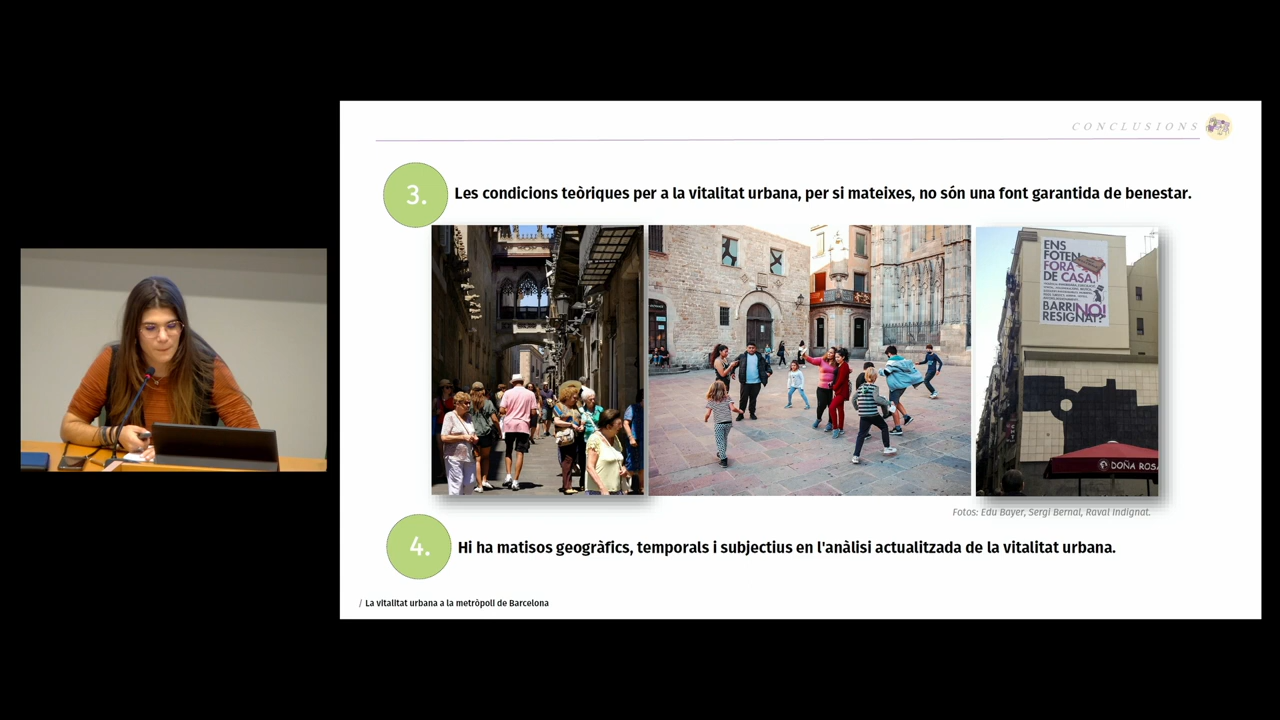 CONCLUSIONS
3.
Les condicions teòriques per a la vitalitat urbana, per si mateixes, no són una font garantida de benestar.
ENS
FOTEN
FORA
DE CASA.
BARRI
RESIGNAT?
NO!
DOÑA ROSA
Fotos: Edu Bayer, Sergi Bernal, Raval Indignat.
4.
Hi ha matisos geogràfics, temporals i subjectius en l'anàlisi actualitzada de la vitalitat urbana.
/ La vitalitat urbana a la metròpoli de Barcelona